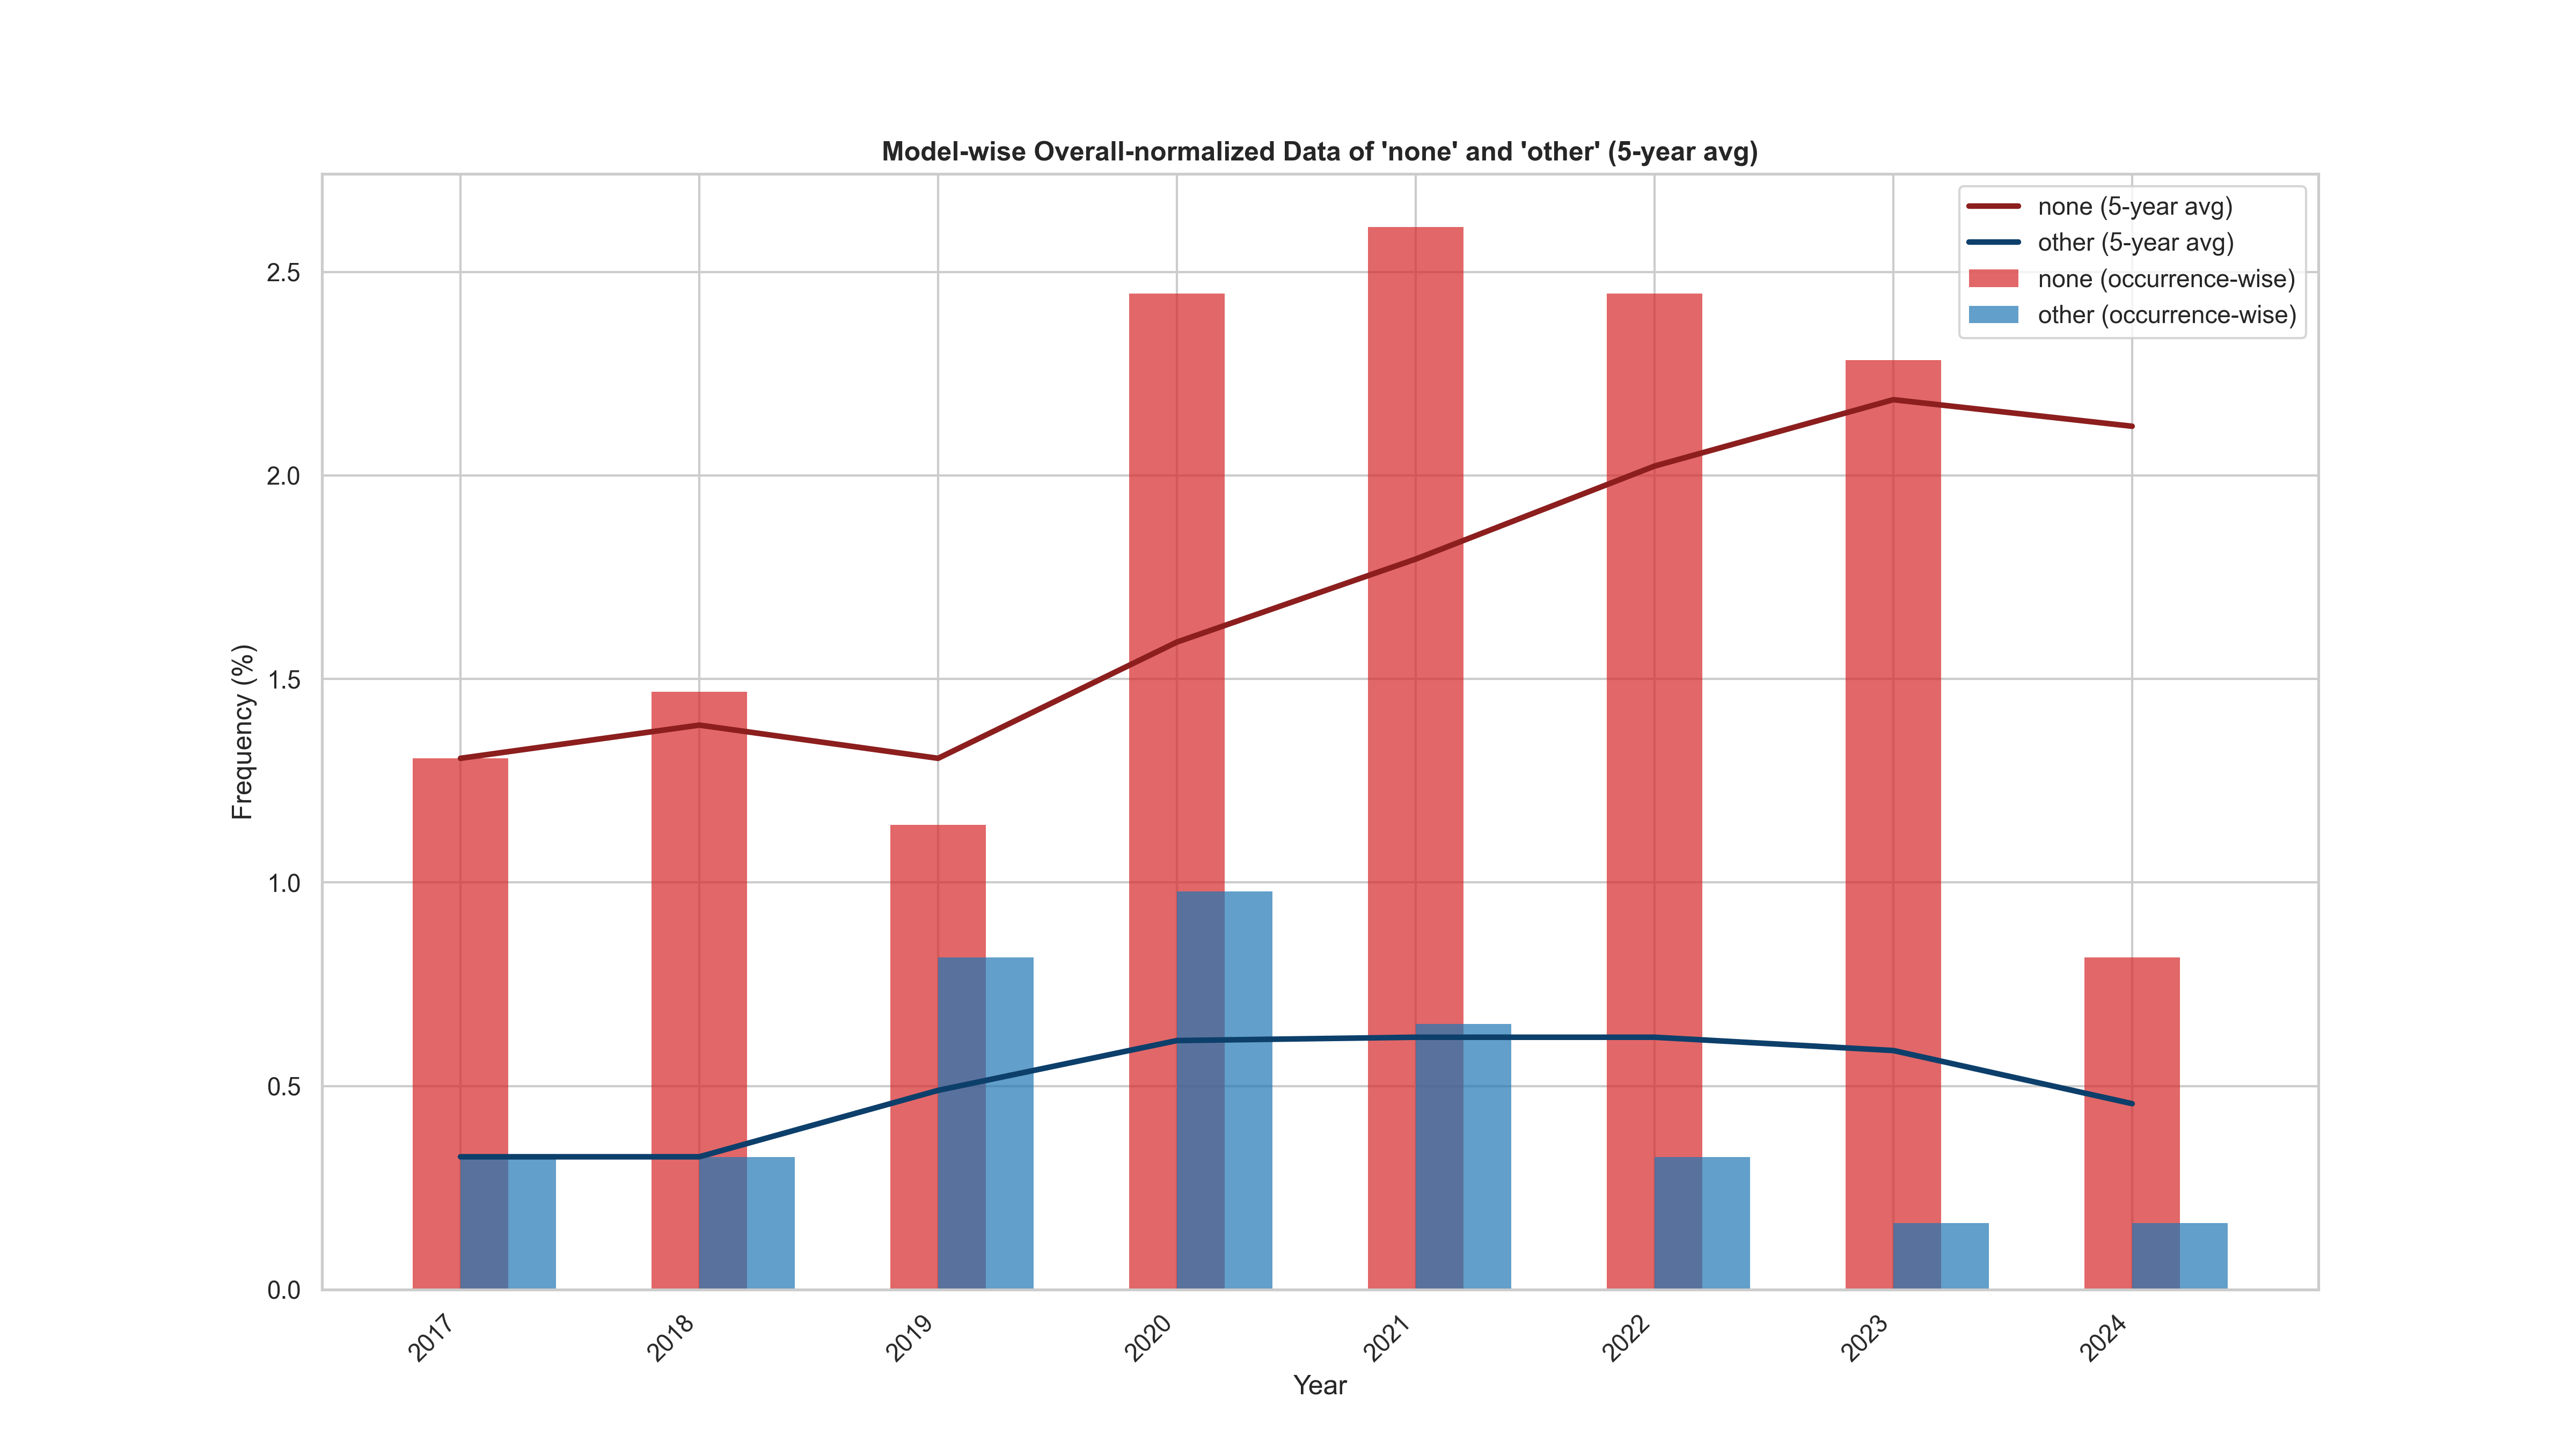 Model-wise Overall-normalized Data of 'none' and 'other' (5-year avg)
none (5-year avg)
other (5-year avg)
none (occurrence-wise)
other (occurrence-wise)
Frequency (%)
2.5
2.0
1.5
1.0
0.5
0.0
2017
2018
2019
2020
2021
2022
2023
2024
Year